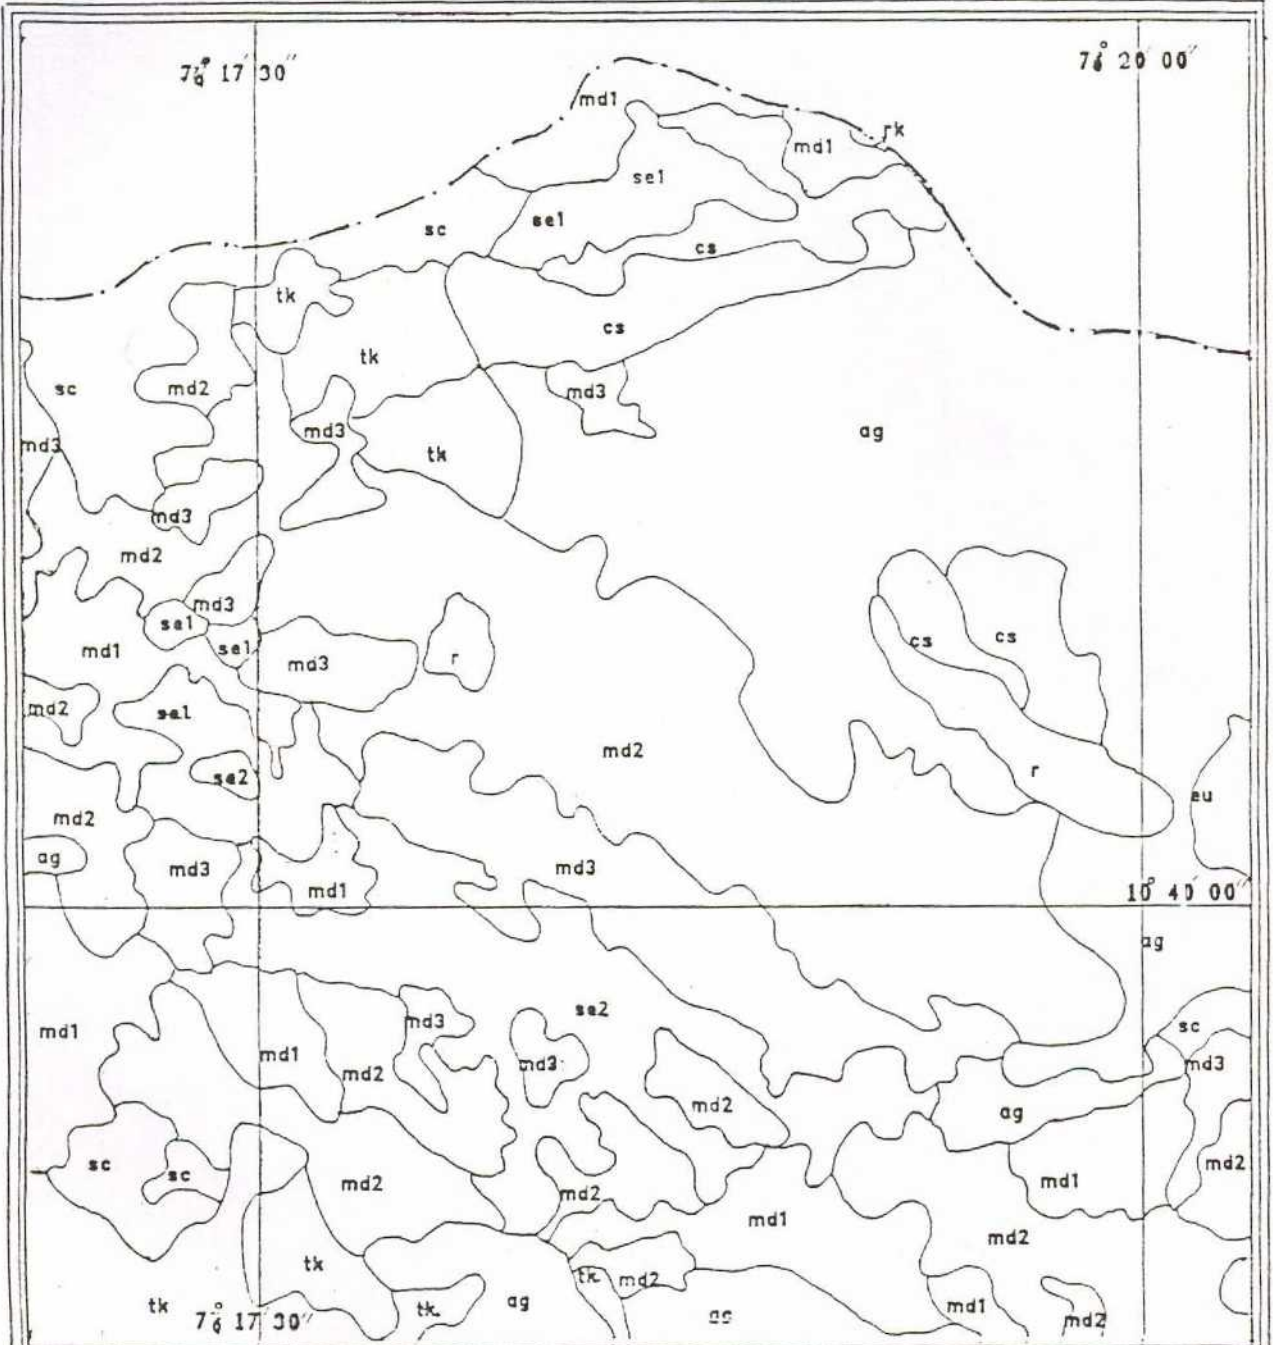 76° 17′ 30″
76° 20′ 00″
md1
rk
md1
se1
sc
se1
cs
tk
cs
tk
sc
md2
md3
md3
md3
tk
ag
md3
md2
md3
se1
cs
cs
md1
se1
md3
r
md2
se1
md2
r
se2
eu
md2
ag
md3
md3
md1
10° 40′ 00″
ag
se2
md3
sc
md1
md1
md3
md3
md2
md2
ag
sc
sc
md2
md2
md1
md2
md1
md2
tk
tk
md2
tk
76° 17′ 30″
tk
ag
ag
md1
md2